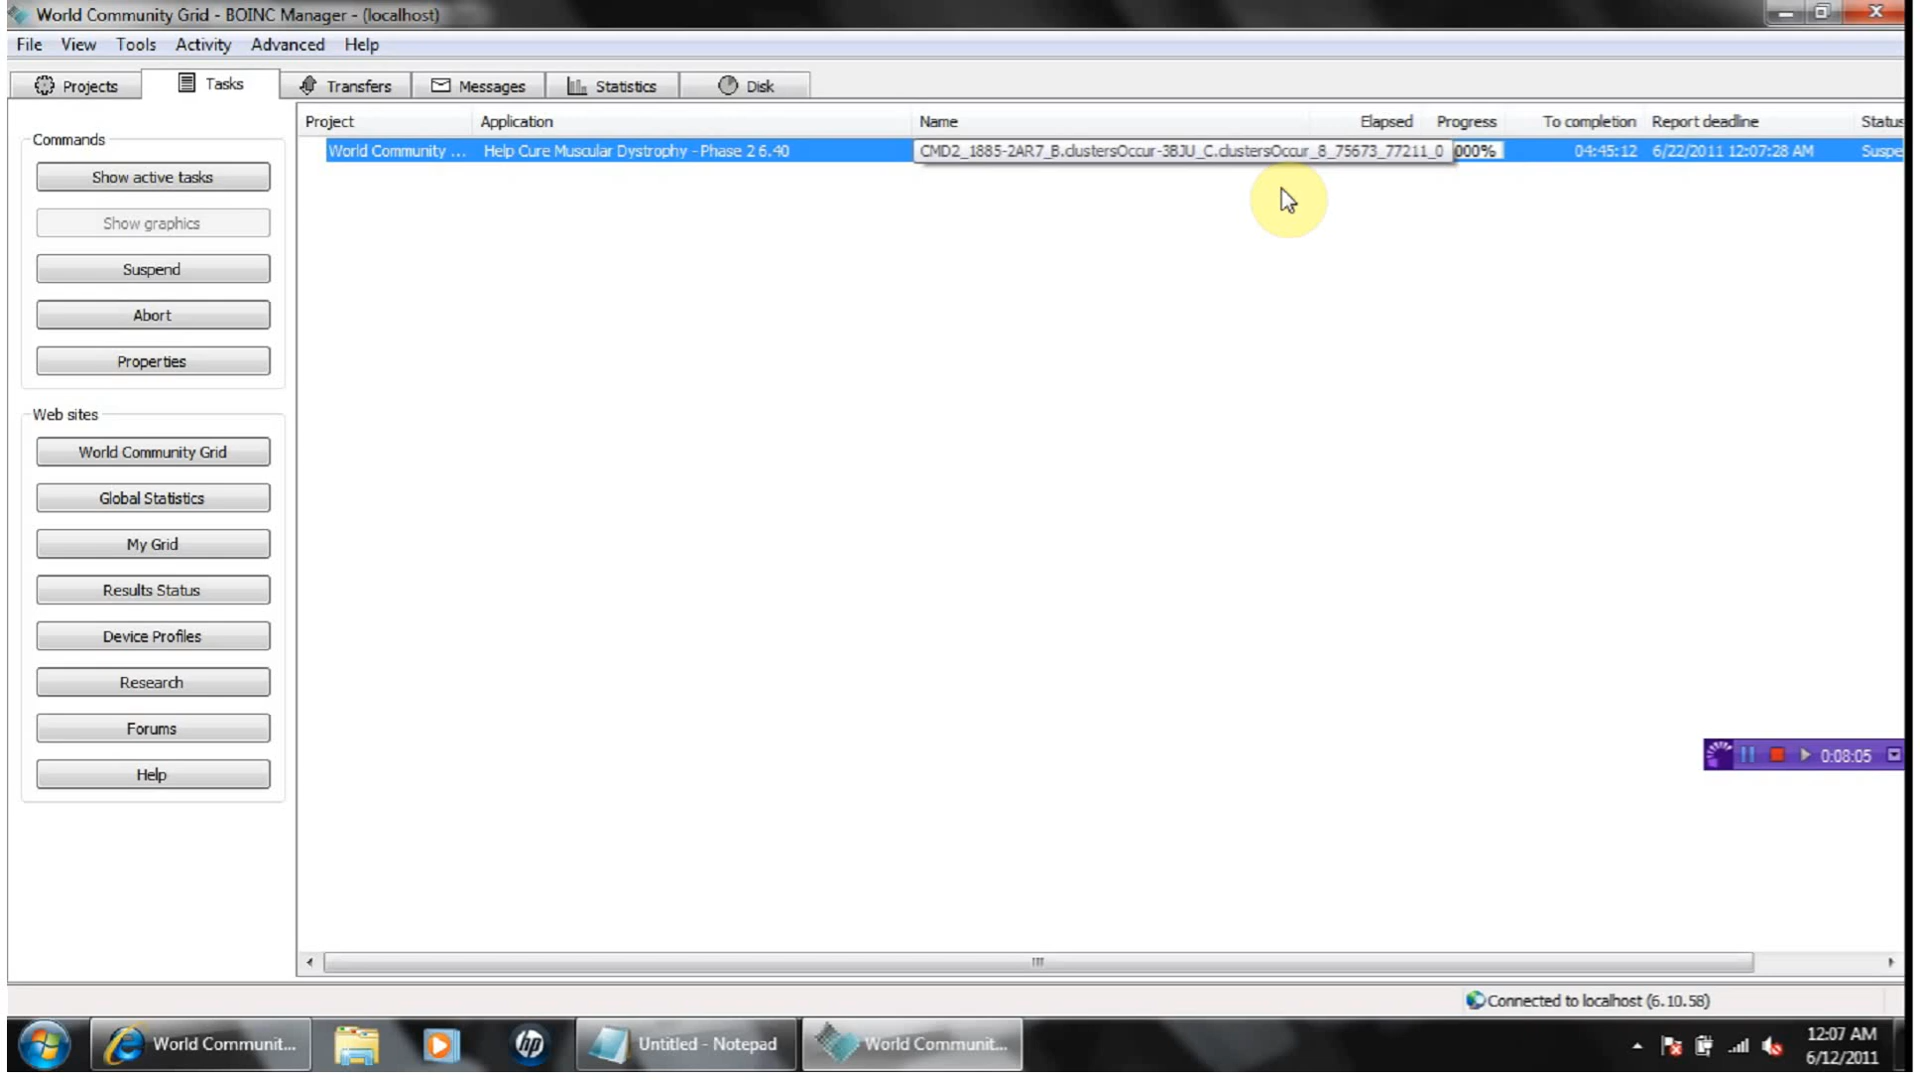 World Community Grid - BOINC Manager - (localhost)
File View Tools Activity Advanced Help
Projects Tasks Transfers Messages Statistics Disk
Project Application Name Elapsed Progress To completion Report deadline Status
World Community ... Help Cure Muscular Dystrophy - Phase 2 6.40 CMD2_1885-2AR7_B.clustersOccur-3BJU_C.clustersOccur_8_75673_77211_0 000% 04:45:12 6/22/2011 12:07:28 AM Suspe
Commands
Show active tasks
Show graphics
Suspend
Abort
Properties
Web sites
World Community Grid
Global Statistics
My Grid
Results Status
Device Profiles
Research
Forums
Help
0:08:05
Connected to localhost (6.10.58)
World Communit... hp Untitled - Notepad World Communit... 12:07 AM
6/12/2011